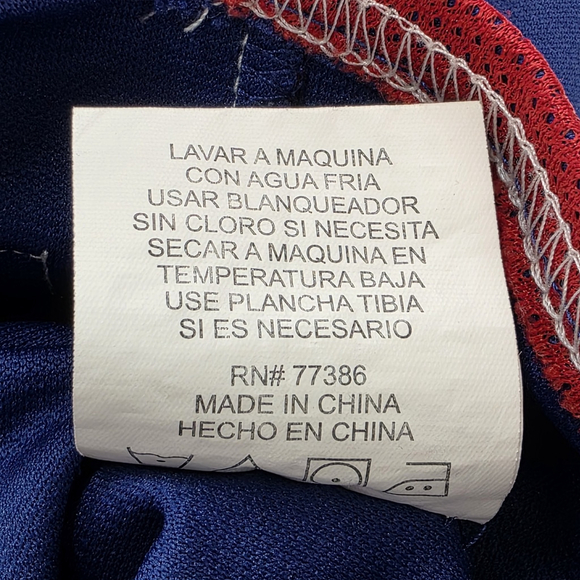 LAVAR A MAQUINA
CON AGUA FRIA
USAR BLANQUEADOR
SIN CLORO SI NECESITA
SECAR A MAQUINA EN
TEMPERATURA BAJA
USE PLANCHA TIBIA
SI ES NECESARIO
RN# 77386
MADE IN CHINA
HECHO EN CHINA